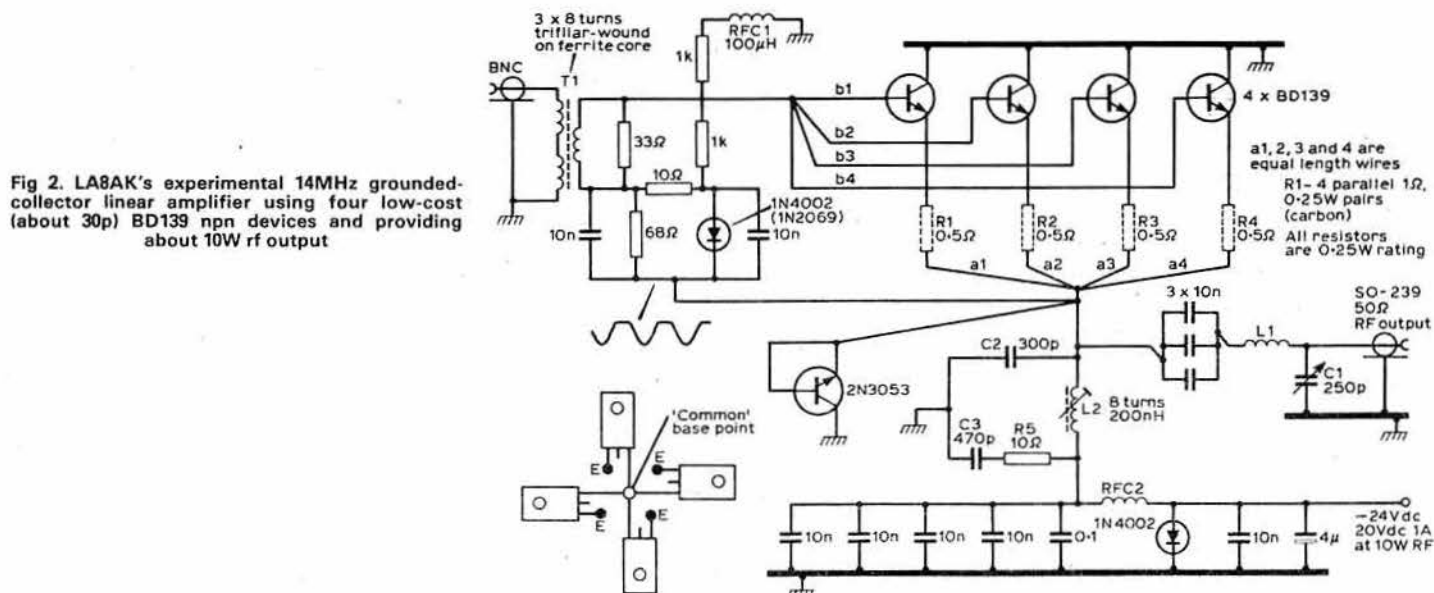 Fig 2. LA8AK's experimental 14MHz grounded-
collector linear amplifier using four low-cost
(about 30p) BD139 npn devices and providing
about 10W rf output
3 x 8 turns
trifilar-wound
on ferrite core
BNC
T1
RFC1
100µH
1k
33Ω
1k
10Ω
10n
68Ω
1N4002
(1N2069)
10n
b1
b2
b3
b4
4 x BD139
a1, 2, 3 and 4 are
equal length wires
R1-4 parallel 1Ω,
0·25W pairs
(carbon)
All resistors
are 0·25W rating
R1
0·5Ω
R2
0·5Ω
R3
0·5Ω
R4
0·5Ω
a1
a2
a3
a4
3 x 10n
L1
SO-239
50Ω
RF output
C1
250p
C2
300p
2N3053
L2
8 turns
200nH
C3
470p
R5
10Ω
'Common'
base point
E
E
E
E
RFC2
1N4002
10n
10n
10n
10n
0·1
10n
4µ
-24Vdc
20Vdc 1A
at 10W RF